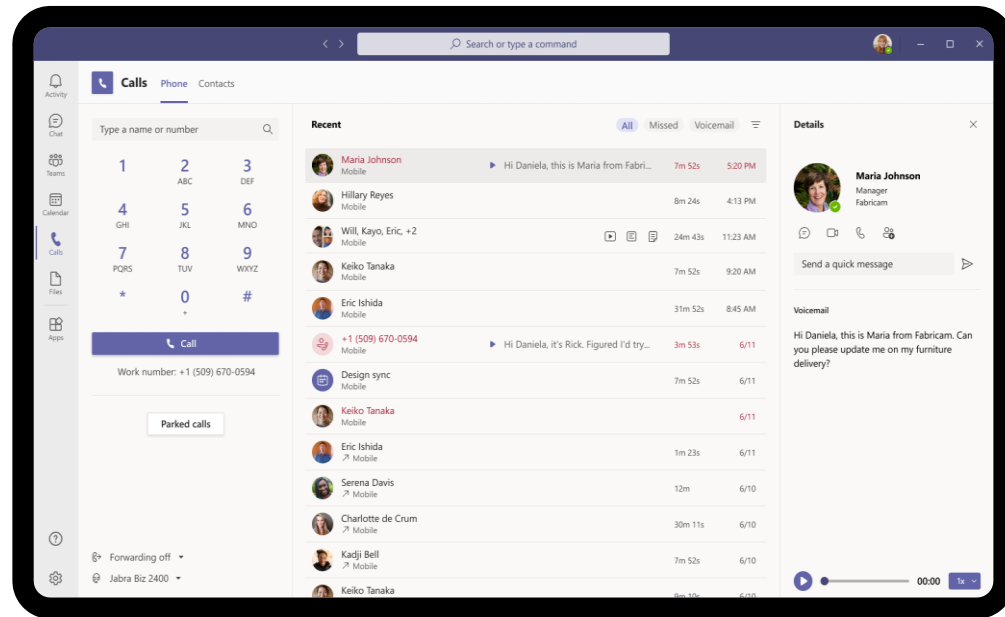 Search or type a command
Activity
Chat
Teams
Calendar
Calls
Files
Apps
Calls Phone Contacts
Type a name or number
1 2 3
ABC DEF
4 5 6
GHI JKL MNO
7 8 9
PQRS TUV WXYZ
* 0 #
+
Call
Work number: +1 (509) 670-0594
Parked calls
Forwarding off
Jabra Biz 2400
Recent All Missed Voicemail
Maria Johnson
Mobile
Hi Daniela, this is Maria from Fabri... 7m 52s 5:20 PM
Hillary Reyes
Mobile
8m 24s 4:13 PM
Will, Kayo, Eric, +2
Mobile
24m 43s 11:23 AM
Keiko Tanaka
Mobile
7m 52s 9:20 AM
Eric Ishida
Mobile
31m 52s 8:45 AM
+1 (509) 670-0594
Mobile
Hi Daniela, it's Rick. Figured I'd try... 3m 53s 6/11
Design sync
Mobile
7m 52s 6/11
Keiko Tanaka
Mobile
6/11
Eric Ishida
Mobile
1m 23s 6/11
Serena Davis
Mobile
12m 6/10
Charlotte de Crum
Mobile
30m 11s 6/10
Kadji Bell
Mobile
7m 52s 6/10
Keiko Tanaka
9m 10s 6/10
Details
Maria Johnson
Manager
Fabricam
Send a quick message
Voicemail
Hi Daniela, this is Maria from Fabricam. Can
you please update me on my furniture
delivery?
00:00 1x